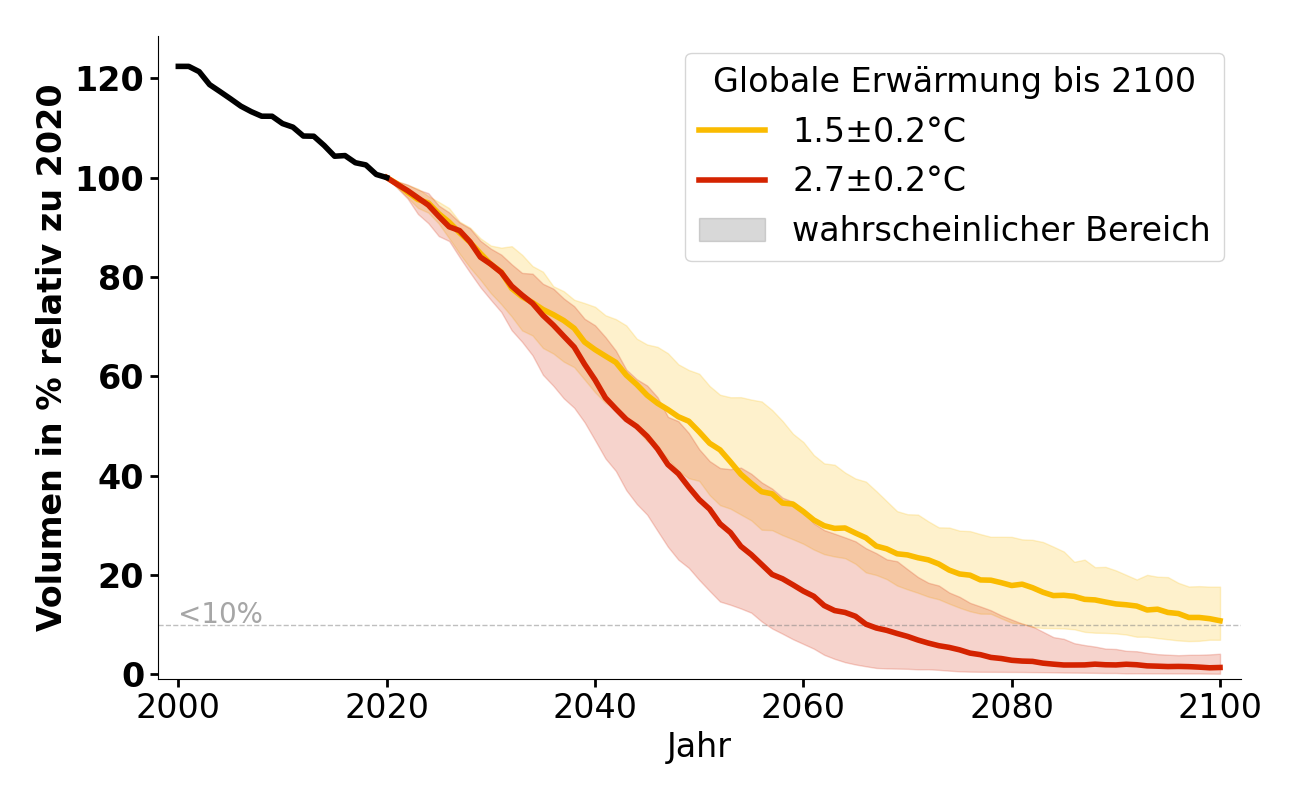 Volumen in % relativ zu 2020
120
100
80
60
40
20
0
<10%
Globale Erwärmung bis 2100
1.5±0.2°C
2.7±0.2°C
wahrscheinlicher Bereich
2000 2020 2040 2060 2080 2100
Jahr